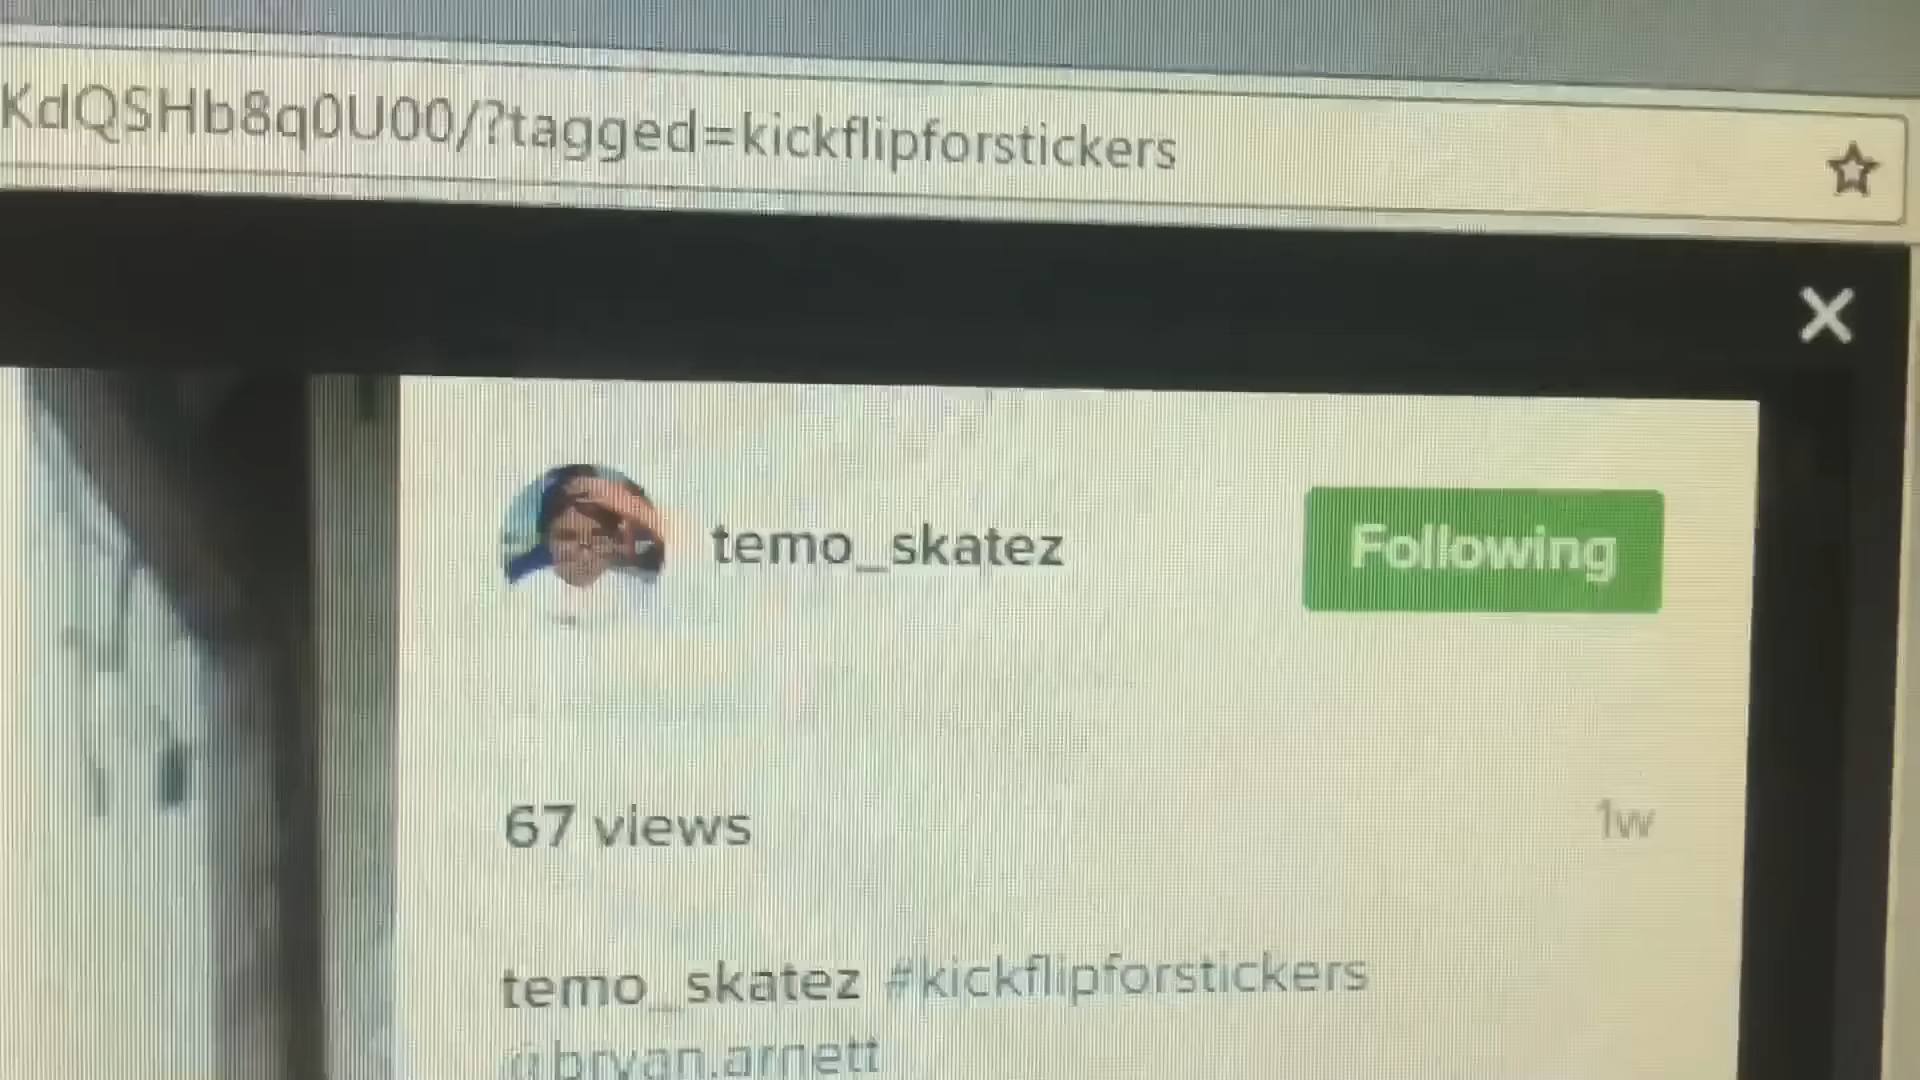 KdQSHb8q0U00/?tagged=kickflipforstickers
temo_skatez
Following
67 views
1w
temo_skatez #kickflipforstickers
@bryan.arnett